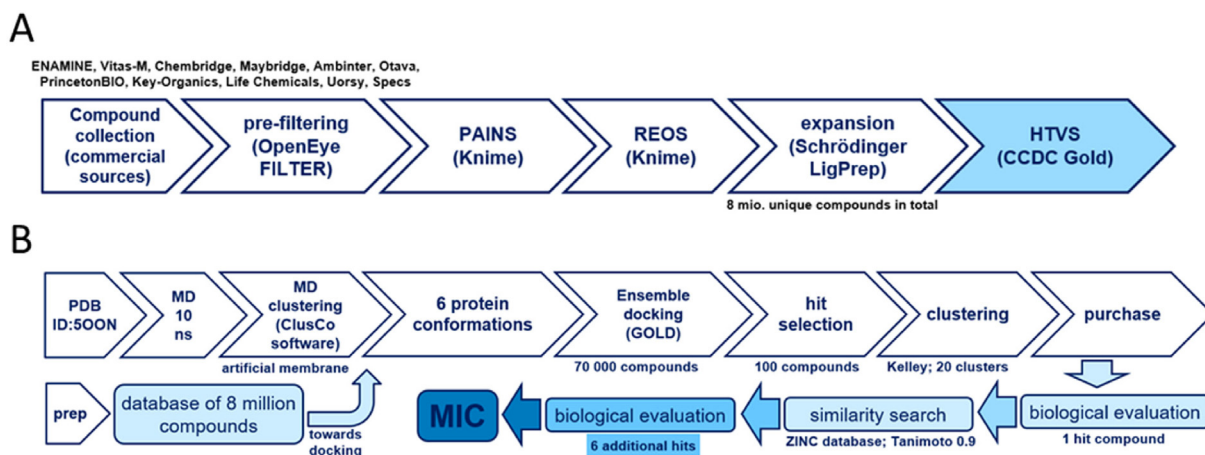 A
ENAMINE, Vitas-M, Chembridge, Maybridge, Ambinter, Otava,
PrincetonBIO, Key-Organics, Life Chemicals, Uorsy, Specs
Compound
collection
(commercial
sources)
pre-filtering
(OpenEye
FILTER)
PAINS
(Knime)
REOS
(Knime)
expansion
(Schrödinger
LigPrep)
HTVS
(CCDC Gold)
8 mio. unique compounds in total
B
PDB
ID:5OON
MD
10
ns
MD
clustering
(ClusCo
software)
6 protein
conformations
Ensemble
docking
(GOLD)
hit
selection
clustering
purchase
artificial membrane
70 000 compounds
100 compounds
Kelley; 20 clusters
prep
database of 8 million
compounds
towards
docking
MIC
biological evaluation
6 additional hits
similarity search
ZINC database; Tanimoto 0.9
biological evaluation
1 hit compound